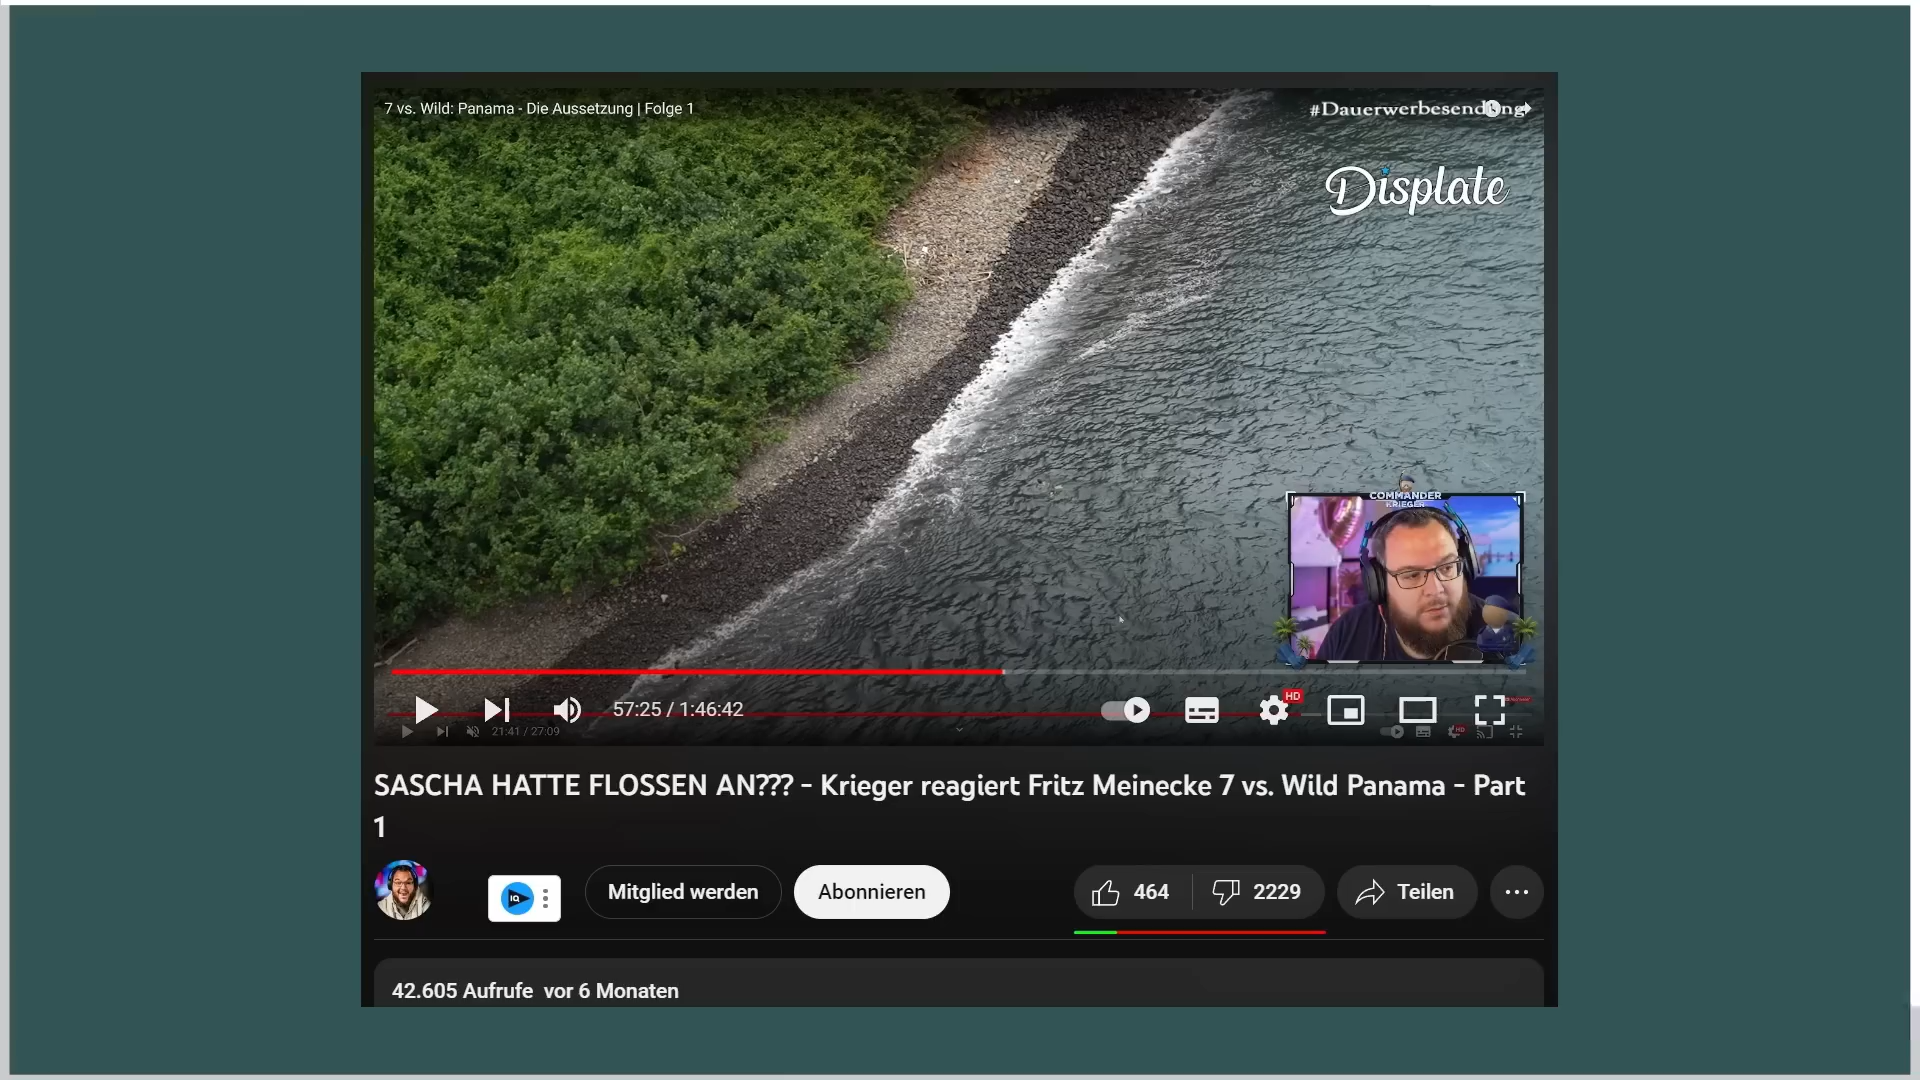 7 vs. Wild: Panama - Die Aussetzung | Folge 1
#Dauerwerbesendung
Displate
COMMANDER
KRIEGER
HD
57:25 / 1:46:42
21:41 / 27:09
HD
SASCHA HATTE FLOSSEN AN??? - Krieger reagiert Fritz Meinecke 7 vs. Wild Panama - Part
1
IQ
Mitglied werden
Abonnieren
464
2229
Teilen
42.605 Aufrufe vor 6 Monaten